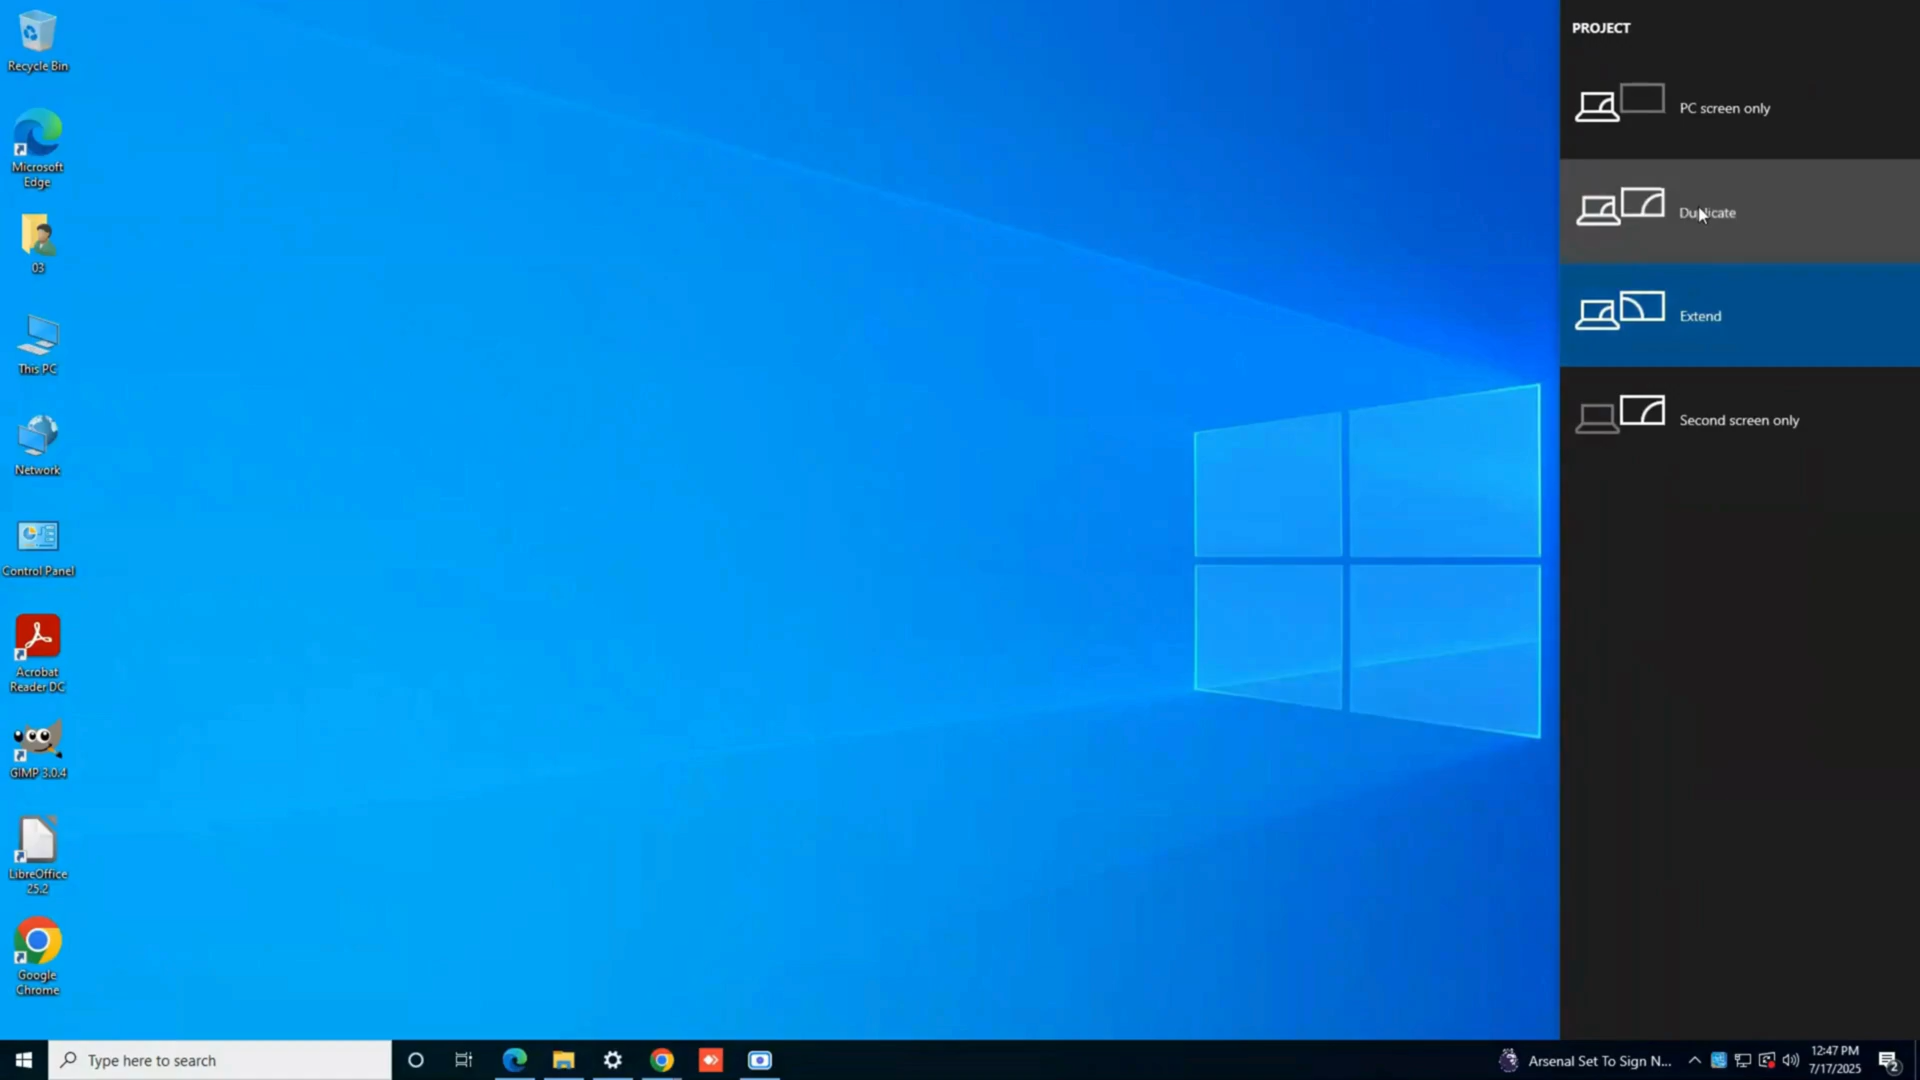 Recycle Bin
Microsoft
Edge
03
This PC
Network
Control Panel
Acrobat
Reader DC
GIMP 3.0.4
LibreOffice
25.2
Google
Chrome
PROJECT
PC screen only
Duplicate
Extend
Second screen only
Type here to search
Arsenal Set To Sign N...
12:47 PM
7/17/2025
2